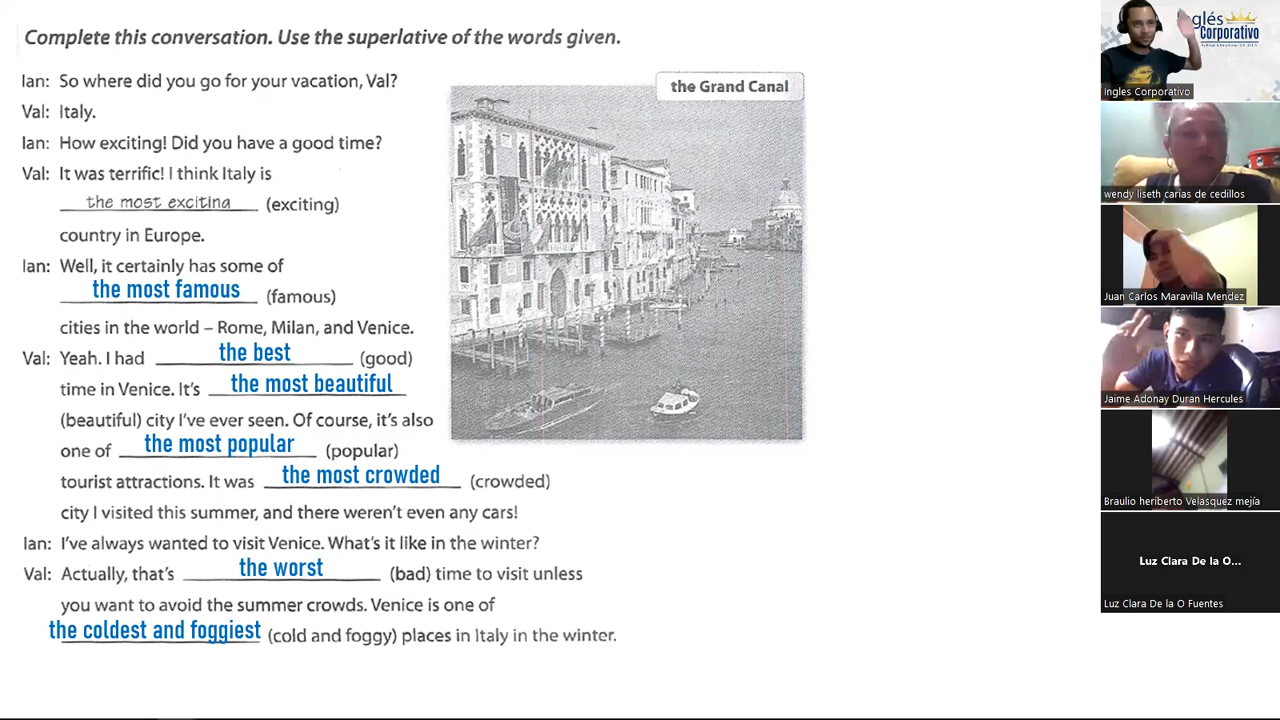 Complete this conversation. Use the superlative of the words given.
Ian: So where did you go for your vacation, Val?
Val: Italy.
Ian: How exciting! Did you have a good time?
Val: It was terrific! I think Italy is
the most exciting (exciting)
country in Europe.
Ian: Well, it certainly has some of
the most famous (famous)
cities in the world – Rome, Milan, and Venice.
Val: Yeah. I had the best (good)
time in Venice. It's the most beautiful
(beautiful) city I've ever seen. Of course, it's also
one of the most popular (popular)
tourist attractions. It was the most crowded (crowded)
city I visited this summer, and there weren't even any cars!
Ian: I've always wanted to visit Venice. What's it like in the winter?
Val: Actually, that's the worst (bad) time to visit unless
you want to avoid the summer crowds. Venice is one of
the coldest and foggiest (cold and foggy) places in Italy in the winter.
the Grand Canal
Inglés
Corporativo
Ingles Corporativo
wendy liseth carias de cedillos
Juan Carlos Maravilla Mendez
Jaime Adonay Duran Hercules
Braulio heriberto Velasquez mejía
Luz Clara De la O...
Luz Clara De la O Fuentes